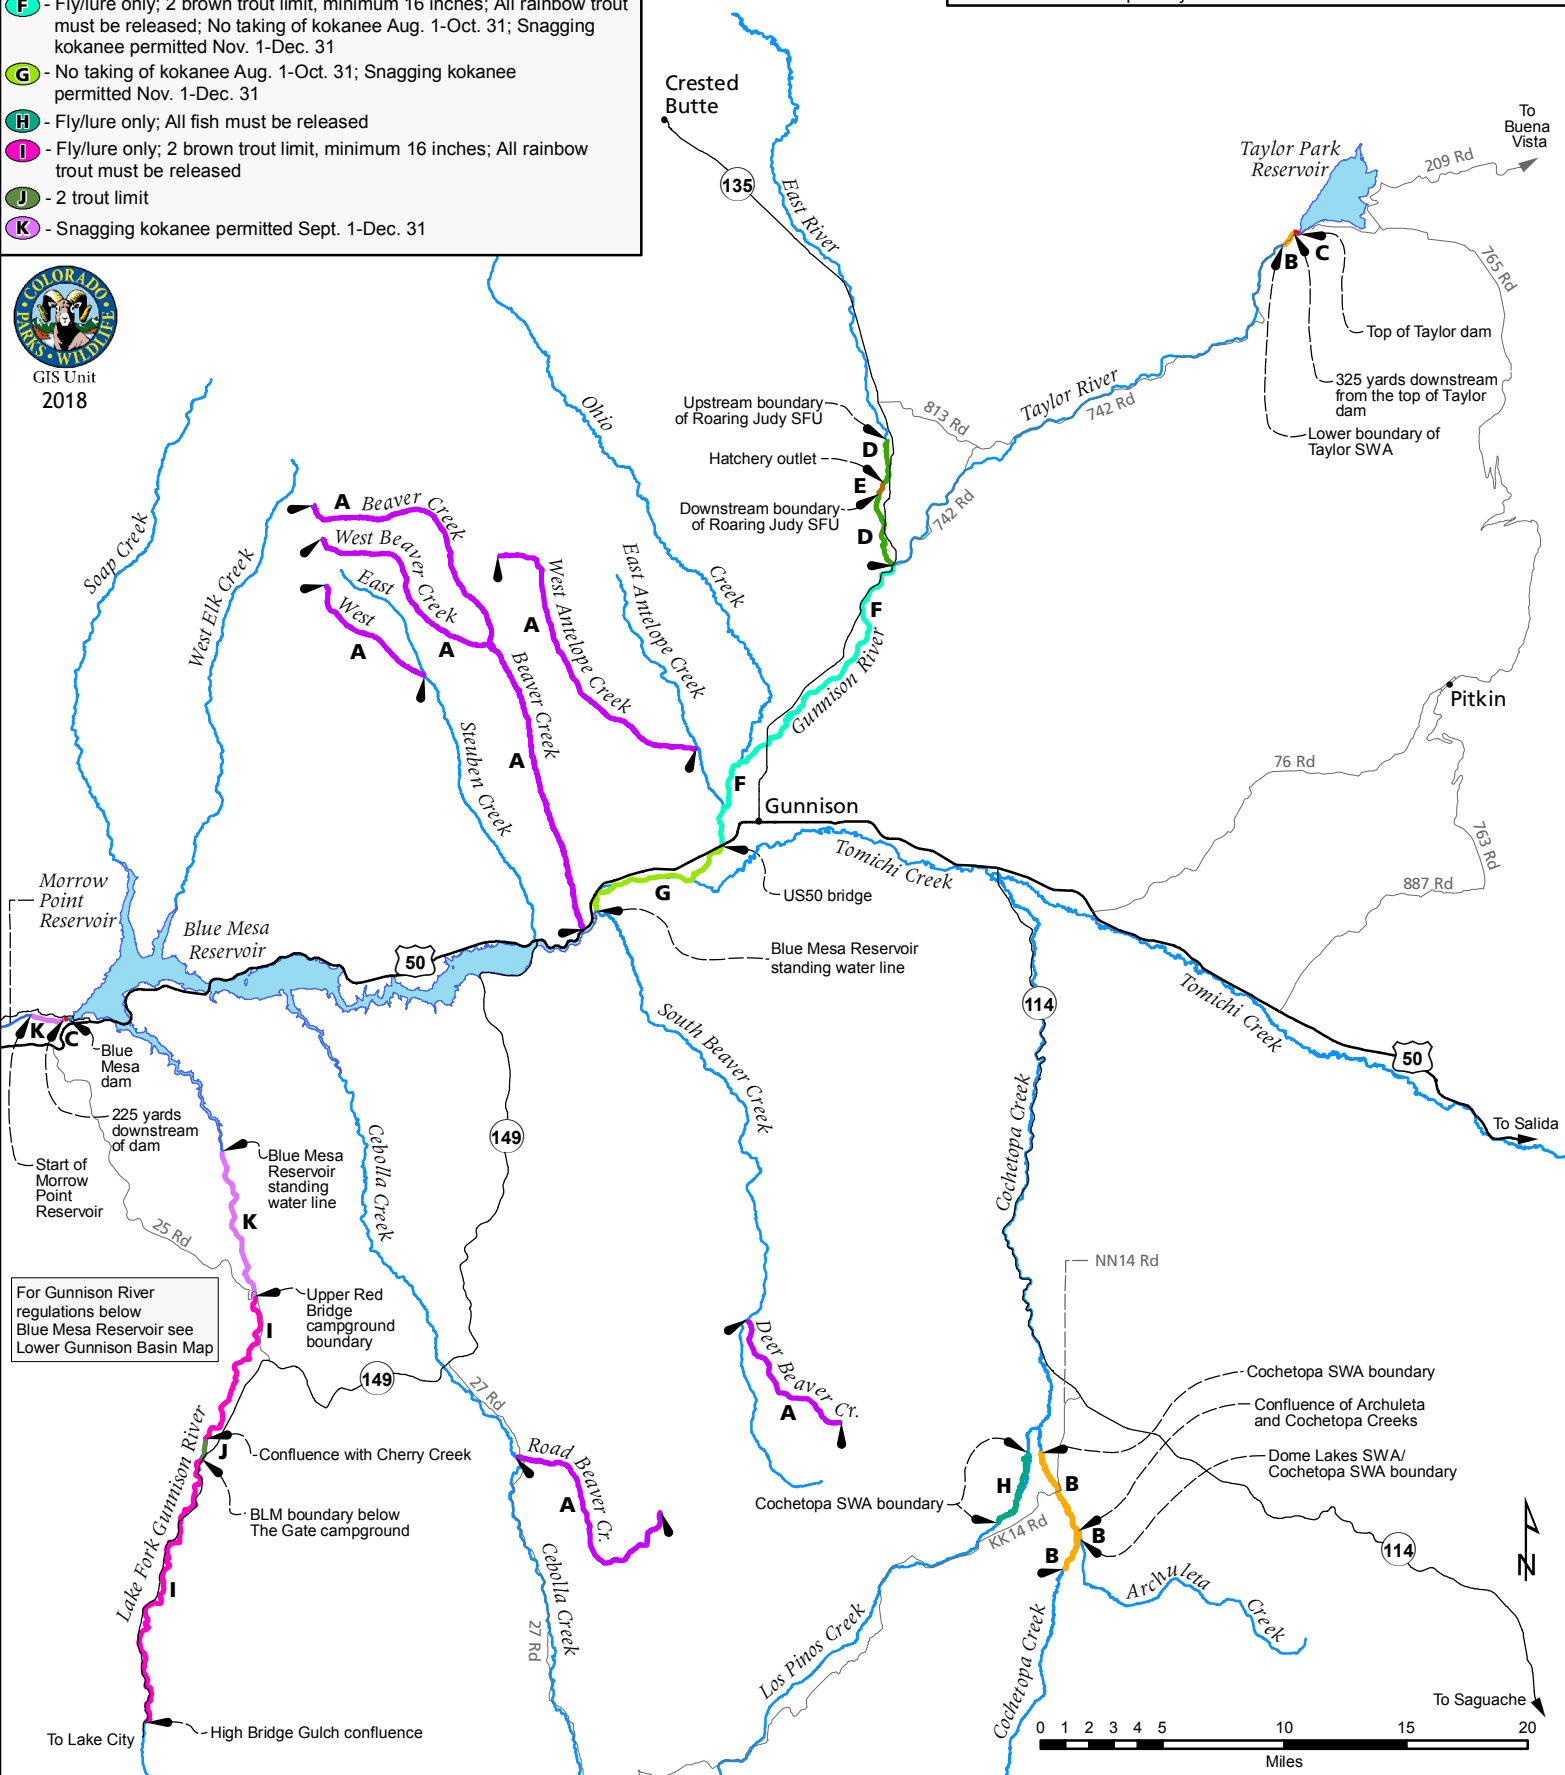 F - Fly/lure only; 2 brown trout limit, minimum 16 inches; All rainbow trout
must be released; No taking of kokanee Aug. 1-Oct. 31; Snagging
kokanee permitted Nov. 1-Dec. 31
G - No taking of kokanee Aug. 1-Oct. 31; Snagging kokanee
permitted Nov. 1-Dec. 31
H - Fly/lure only; All fish must be released
I - Fly/lure only; 2 brown trout limit, minimum 16 inches; All rainbow
trout must be released
J - 2 trout limit
K - Snagging kokanee permitted Sept. 1-Dec. 31
COLORADO
PARKS • WILDLIFE
GIS Unit
2018
Crested
Butte
135
East River
Taylor Park
Reservoir
To
Buena
Vista
209 Rd
765 Rd
B
C
Top of Taylor dam
325 yards downstream
from the top of Taylor
dam
Lower boundary of
Taylor SWA
Taylor River
742 Rd
813 Rd
742 Rd
Upstream boundary
of Roaring Judy SFU
D
Hatchery outlet
E
Downstream boundary
of Roaring Judy SFU
D
Ohio
Creek
Soap Creek
West Elk Creek
A
Beaver Creek
West Beaver
Creek
East
West
A
A
Beaver Creek
A
Steuben Creek
West Antelope Creek
A
East Antelope Creek
F
Gunnison River
F
Gunnison
Pitkin
76 Rd
763 Rd
887 Rd
Tomichi Creek
US50 bridge
G
Blue Mesa Reservoir
standing water line
Morrow
Point
Reservoir
Blue Mesa
Reservoir
50
K
C
Blue
Mesa
dam
225 yards
downstream
of dam
Start of
Morrow
Point
Reservoir
Blue Mesa
Reservoir
standing
water line
K
25 Rd
Cebolla Creek
149
South Beaver Creek
114
Cochetopa Creek
Tomichi Creek
50
To Salida
For Gunnison River
regulations below
Blue Mesa Reservoir see
Lower Gunnison Basin Map
Upper Red
Bridge
campground
boundary
I
149
27 Rd
NN14 Rd
Deer Beaver Cr.
A
Cochetopa SWA boundary
Confluence of Archuleta
and Cochetopa Creeks
Dome Lakes SWA/
Cochetopa SWA boundary
Lake Fork Gunnison River
J
Confluence with Cherry Creek
BLM boundary below
The Gate campground
Road Beaver Cr.
A
Cochetopa SWA boundary
H
B
B
B
KK14 Rd
114
N
I
Cebolla Creek
27 Rd
Los Pinos Creek
Cochetopa Creek
Archuleta
Creek
To Saguache
High Bridge Gulch confluence
To Lake City
0 1 2 3 4 5 10 15 20
Miles